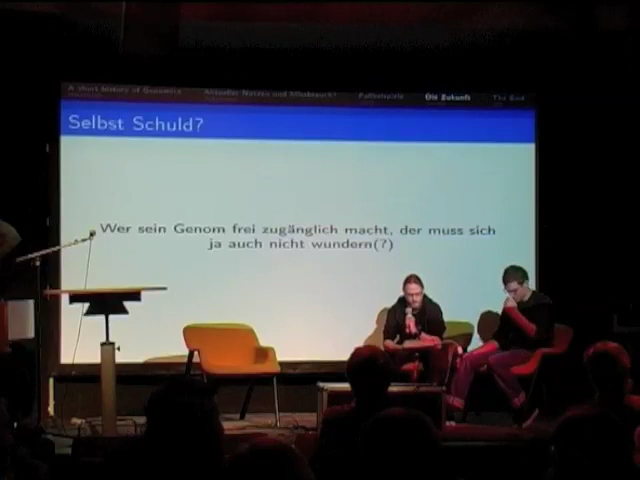 A short history of Genomics Aktueller Nutzen und Missbrauch? Fallbeispiele Die Zukunft The End
Selbst Schuld?
Wer sein Genom frei zugänglich macht, der muss sich
ja auch nicht wundern(?)